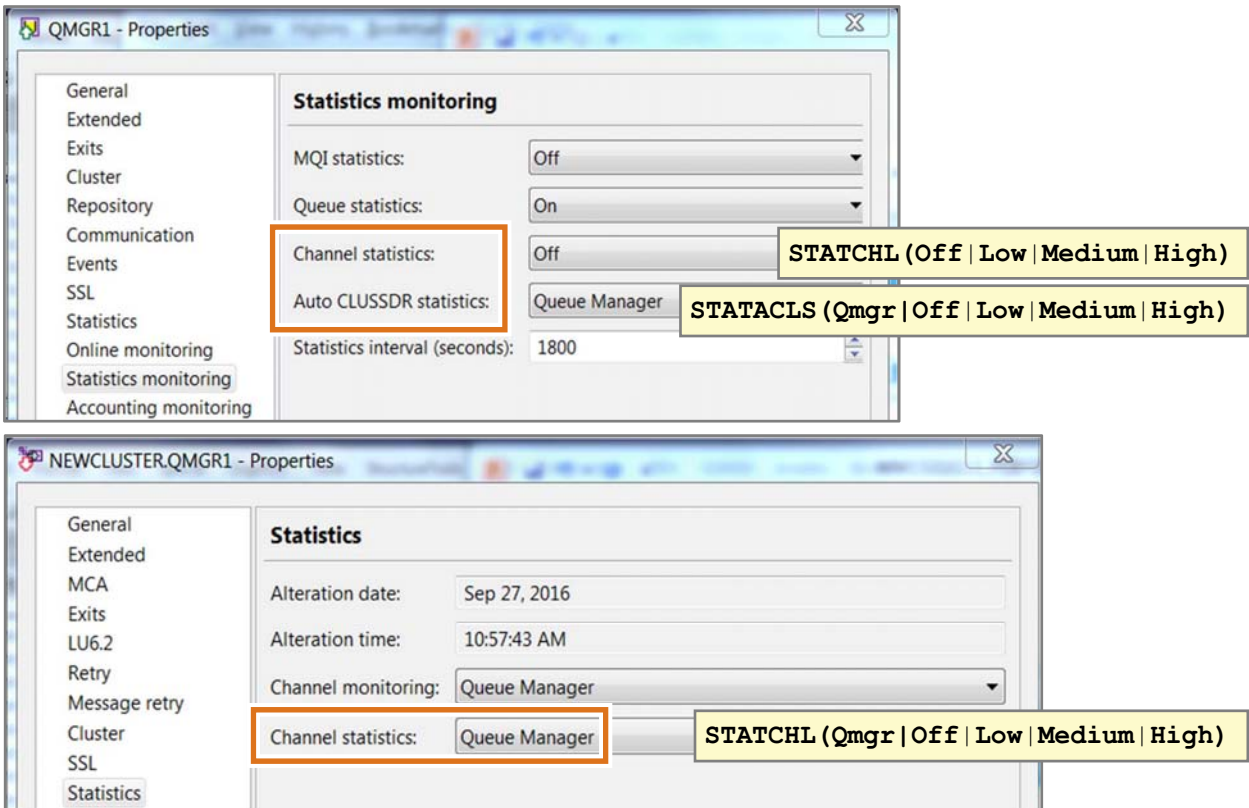 QMGR1 - Properties
General
Extended
Exits
Cluster
Repository
Communication
Events
SSL
Statistics
Online monitoring
Statistics monitoring
Accounting monitoring
Statistics monitoring
MQI statistics: Off
Queue statistics: On
Channel statistics: Off STATCHL(Off|Low|Medium|High)
Auto CLUSSDR statistics: Queue Manager STATACLS(Qmgr|Off|Low|Medium|High)
Statistics interval (seconds): 1800
NEWCLUSTER.QMGR1 - Properties
General
Extended
MCA
Exits
LU6.2
Retry
Message retry
Cluster
SSL
Statistics
Statistics
Alteration date: Sep 27, 2016
Alteration time: 10:57:43 AM
Channel monitoring: Queue Manager
Channel statistics: Queue Manager STATCHL(Qmgr|Off|Low|Medium|High)